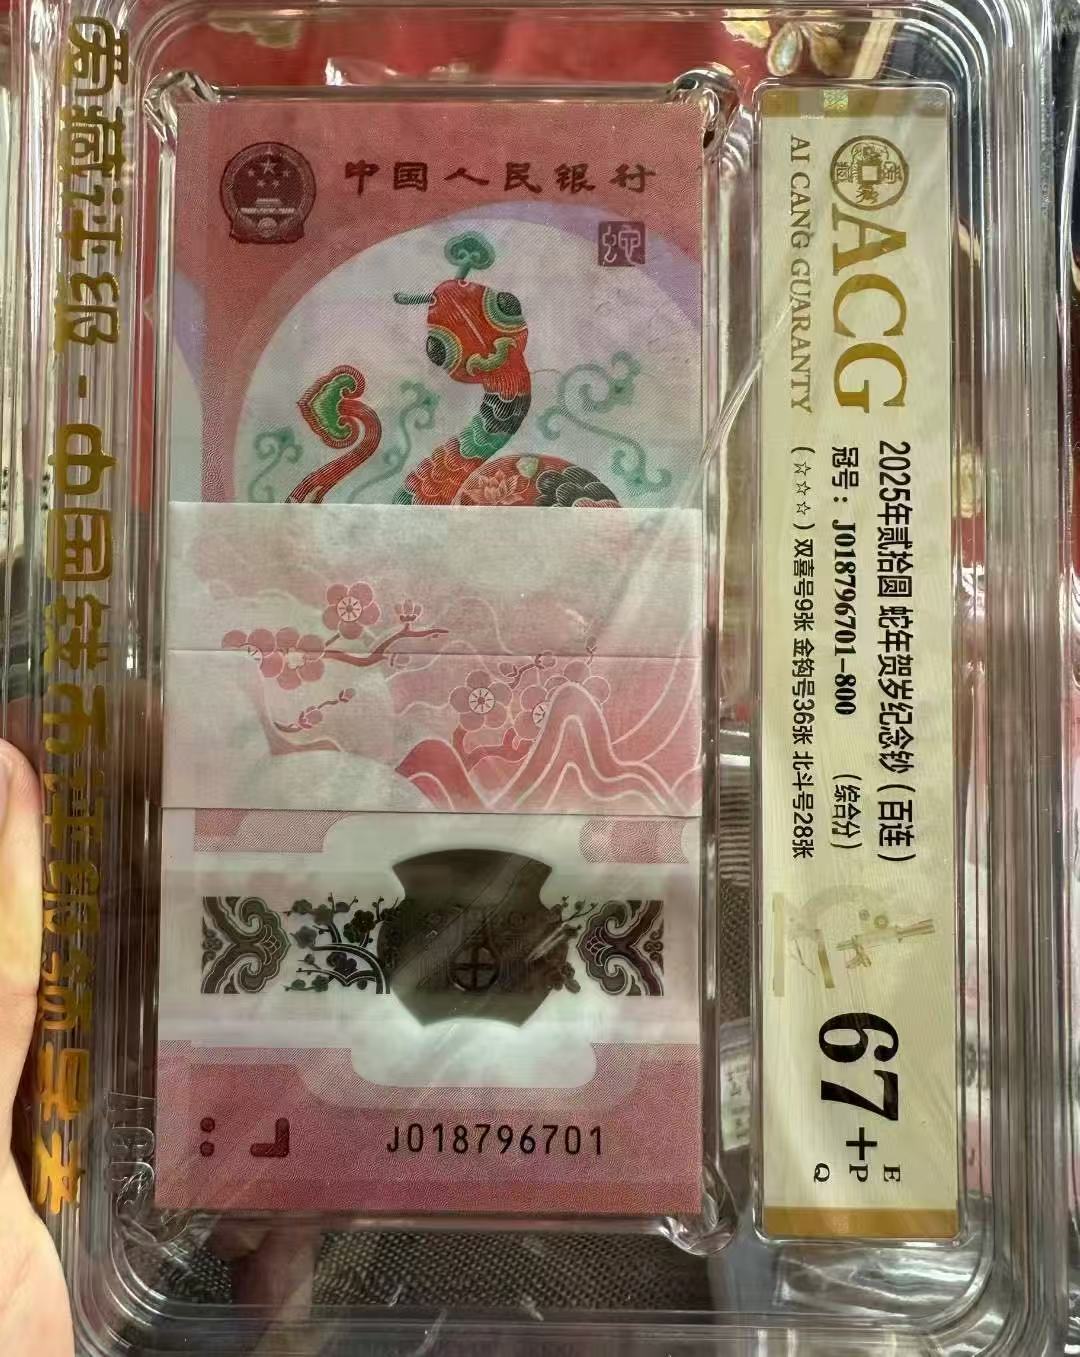 爱藏评级 - 中国钱币评级领导者
中国人民银行
蛇
J018796701
ACG
AI CANG GUARANTY
2025年贰拾圆 蛇年贺岁纪念钞（百连）
冠号：J018796701-800 （综合分）
(☆☆☆) 双喜号9张 金钩号36张 北斗号28张
67+
E
P
Q